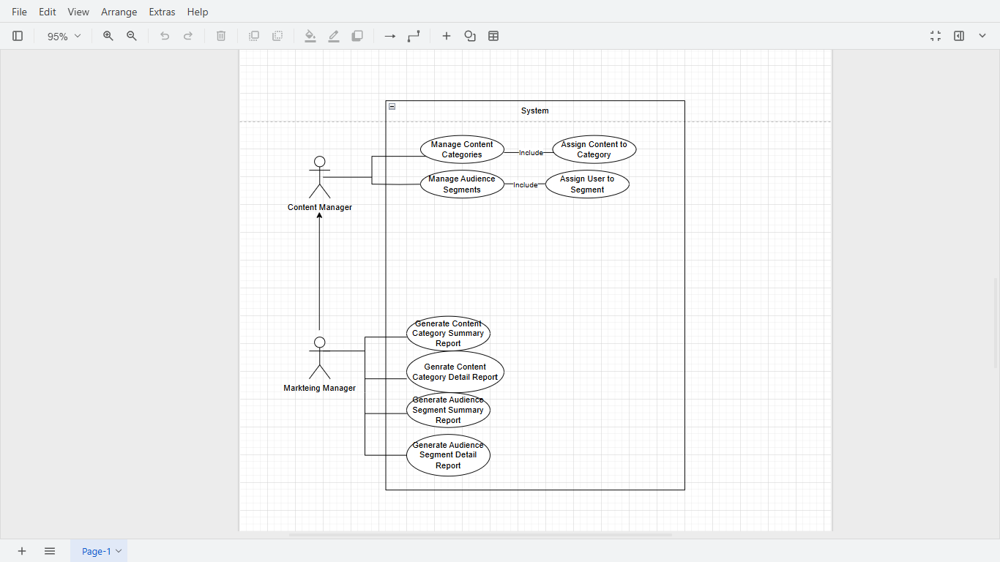 File Edit View Arrange Extras Help
95%
System
Manage Content
Categories
Include
Assign Content to
Category
Manage Audience
Segments
Include
Assign User to
Segment
Content Manager
Generate Content
Category Summary
Report
Genrate Content
Category Detail Report
Markteing Manager
Generate Audience
Segment Summary
Report
Generate Audience
Segment Detail
Report
Page-1